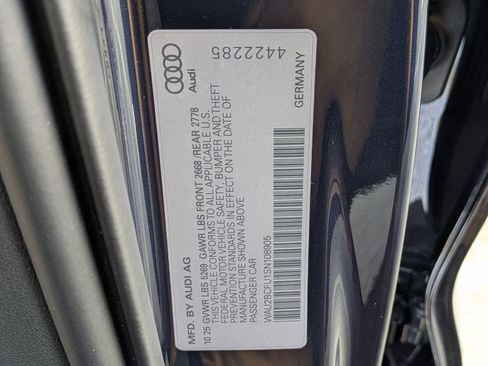 Audi
4422285
GERMANY
MFD. BY AUDI AG
10 25 GVWR LBS 5269 GAWR LBS FRONT 2668 /REAR 2778
THIS VEHICLE CONFORMS TO ALL APPLICABLE U.S.
FEDERAL MOTOR VEHICLE SAFETY, BUMPER AND THEFT
PREVENTION STANDARDS IN EFFECT ON THE DATE OF
MANUFACTURE SHOWN ABOVE
PASSENGER CAR
WAU2BCFU1SN106905